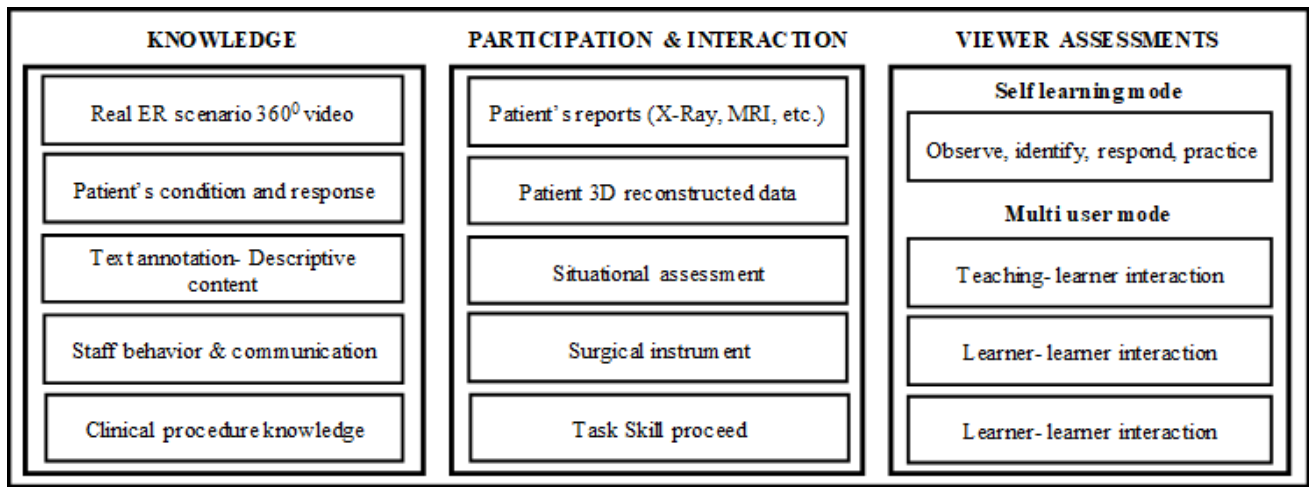 KNOWLEDGE
Real ER scenario 360⁰ video
Patient's condition and response
Text annotation- Descriptive
content
Staff behavior & communication
Clinical procedure knowledge
PARTICIPATION & INTERACTION
Patient's reports (X-Ray, MRI, etc.)
Patient 3D reconstructed data
Situational assessment
Surgical instrument
Task Skill proceed
VIEWER ASSESSMENTS
Self learning mode
Observe, identify, respond, practice
Multi user mode
Teaching- learner interaction
Learner- learner interaction
Learner- learner interaction